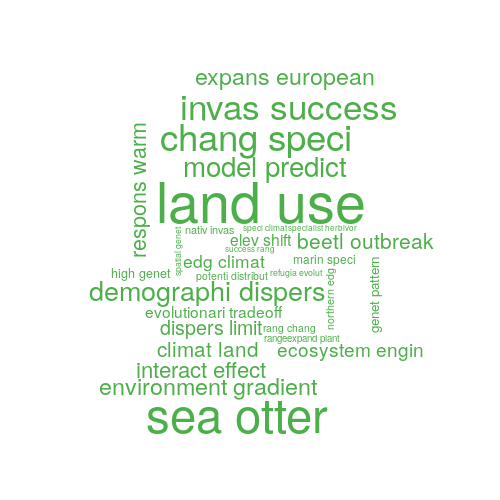 expans european
invas success
chang speci
respons warm
model predict
land use
nativ invas
speci climat
specialist herbivor
spatial genet
elev shift
beetl outbreak
success rang
edg climat
marin speci
high genet
potenti distribut
refugia evolut
northern edg
genet pattern
demographi dispers
evolutionari tradeoff
dispers limit
rang chang
rangeexpand plant
climat land
ecosystem engin
interact effect
environment gradient
sea otter